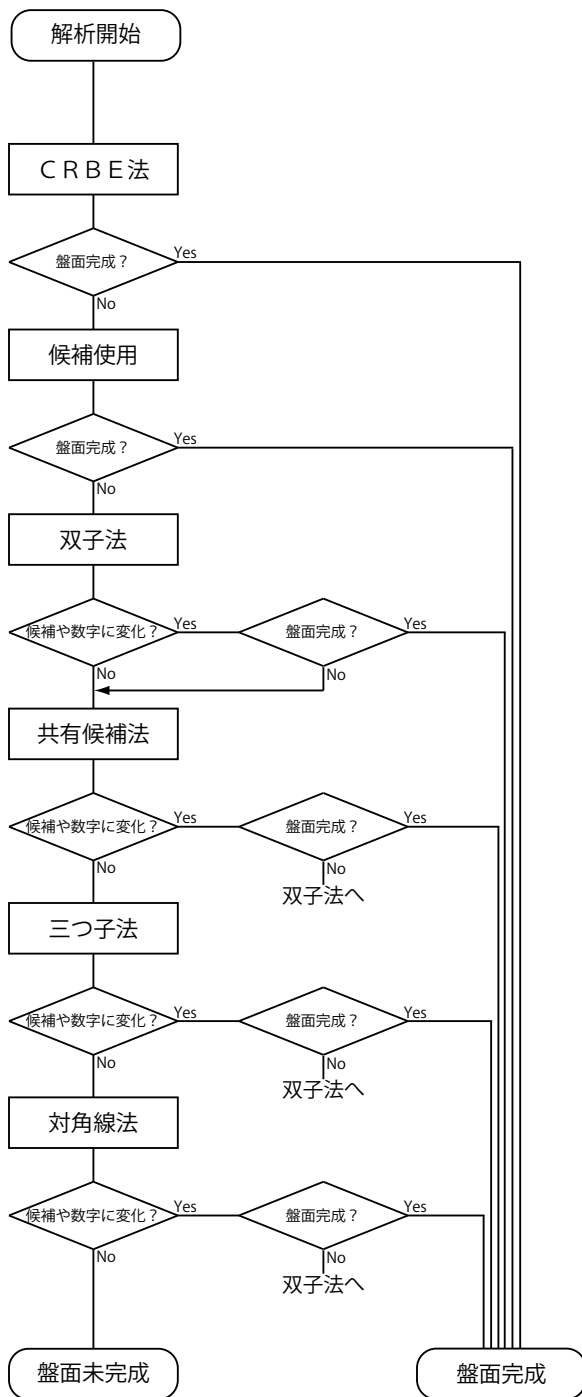 解析開始
ＣＲＢＥ法
盤面完成？
Yes
No
候補使用
盤面完成？
Yes
No
双子法
候補や数字に変化？
Yes
盤面完成？
Yes
No
No
共有候補法
候補や数字に変化？
Yes
盤面完成？
Yes
No
No
双子法へ
三つ子法
候補や数字に変化？
Yes
盤面完成？
Yes
No
No
双子法へ
対角線法
候補や数字に変化？
Yes
盤面完成？
Yes
No
No
双子法へ
盤面未完成
盤面完成